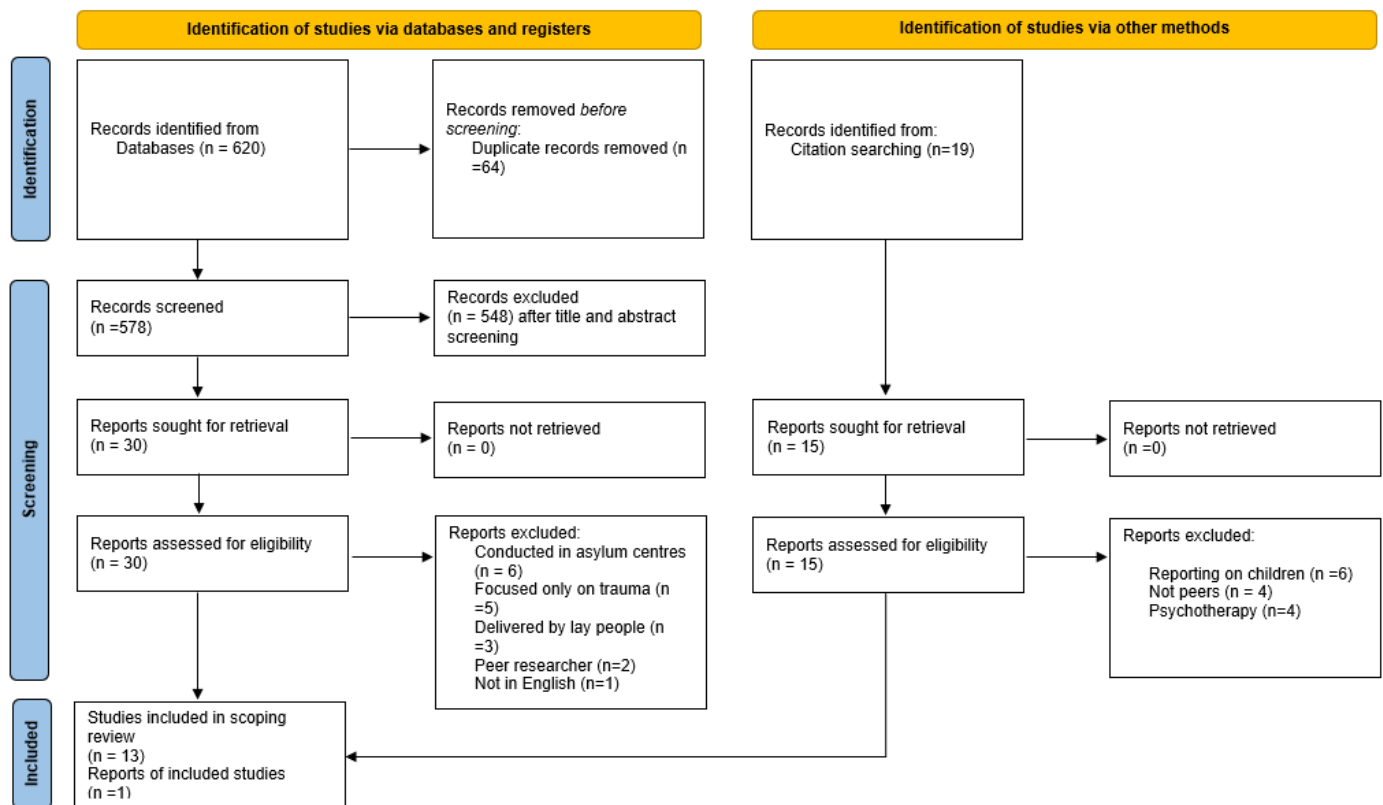 Identification of studies via databases and registers
Identification of studies via other methods
Identification
Records identified from
Databases (n = 620)
Records removed before
screening:
Duplicate records removed (n
=64)
Records identified from:
Citation searching (n=19)
Screening
Records screened
(n =578)
Records excluded
(n = 548) after title and abstract
screening
Reports sought for retrieval
(n = 30)
Reports not retrieved
(n = 0)
Reports sought for retrieval
(n = 15)
Reports not retrieved
(n =0)
Reports assessed for eligibility
(n = 30)
Reports excluded:
Conducted in asylum centres
(n = 6)
Focused only on trauma (n
=5)
Delivered by lay people (n
=3)
Peer researcher (n=2)
Not in English (n=1)
Reports assessed for eligibility
(n = 15)
Reports excluded:
Reporting on children (n =6)
Not peers (n = 4)
Psychotherapy (n=4)
Included
Studies included in scoping
review
(n = 13)
Reports of included studies
(n =1)